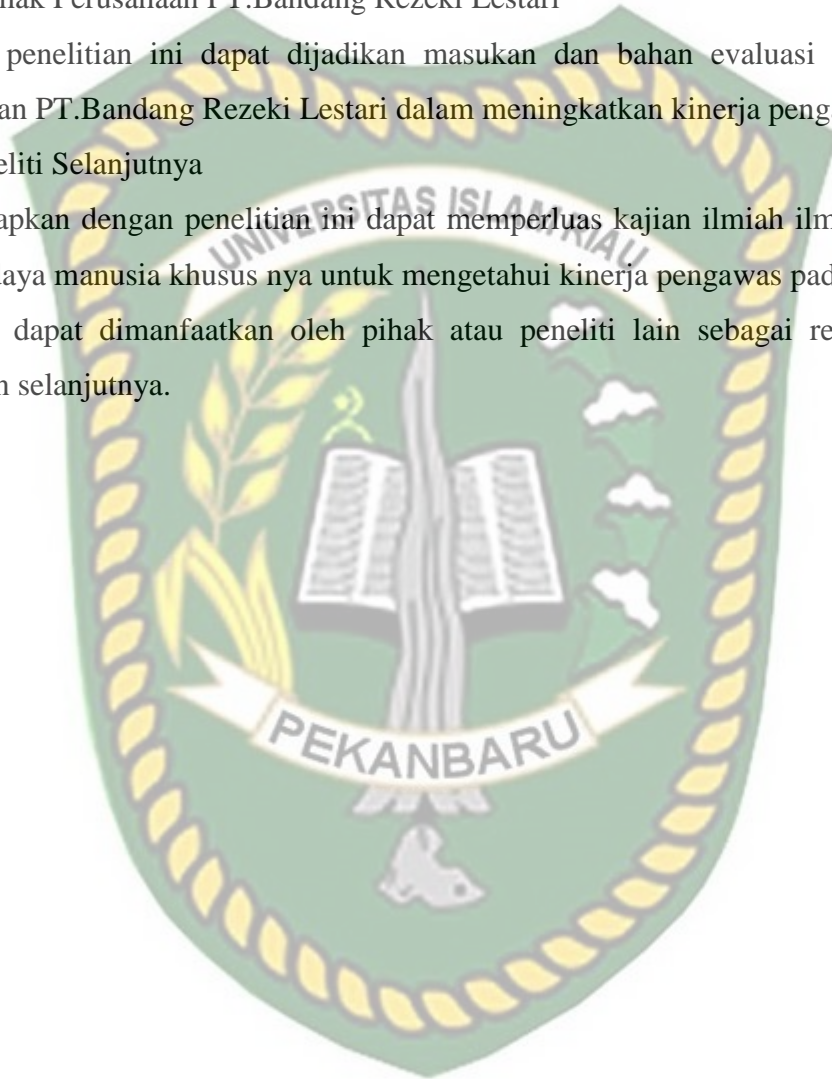 hak Perusahaan PT.Bandang Rezeki Lestari
penelitian ini dapat dijadikan masukan dan bahan evaluasi
an PT.Bandang Rezeki Lestari dalam meningkatkan kinerja peng
eliti Selanjutnya
apkan dengan penelitian ini dapat memperluas kajian ilmiah ilm
daya manusia khusus nya untuk mengetahui kinerja pengawas pad
dapat dimanfaatkan oleh pihak atau peneliti lain sebagai re
n selanjutnya.
UNIVERSITAS ISLAM RIAU
PEKANBARU